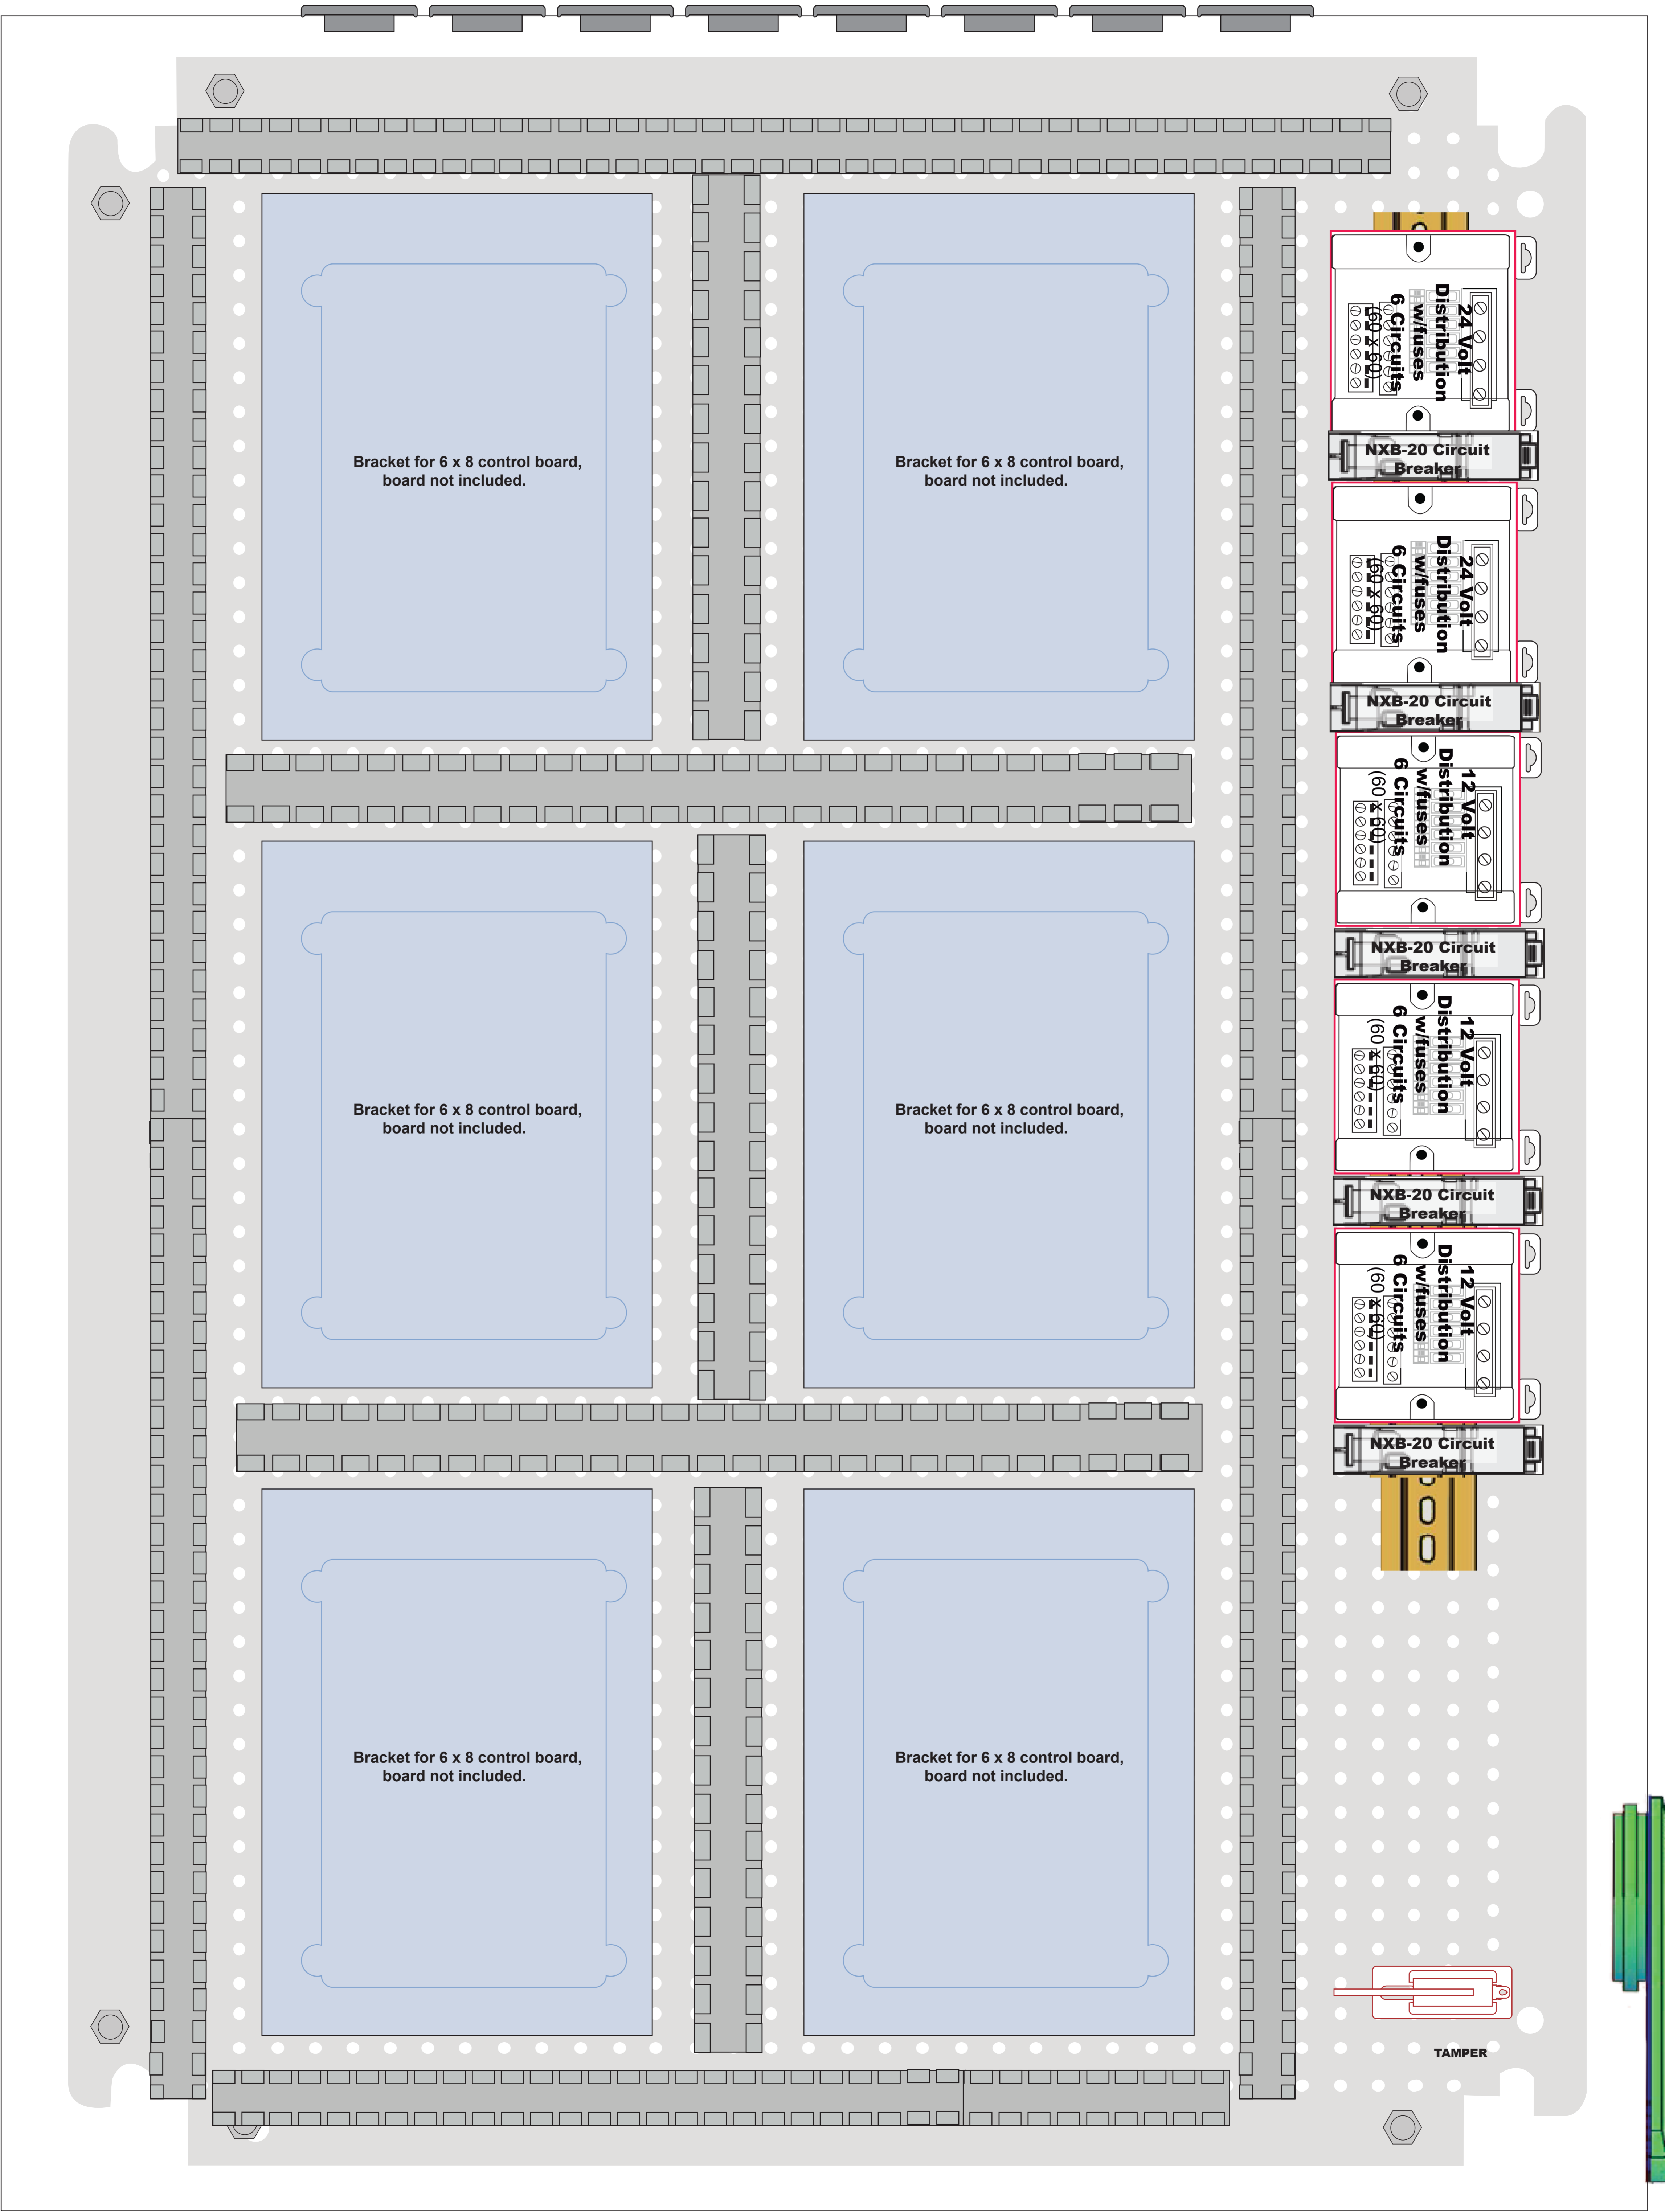 Bracket for 6 x 8 control board,
board not included.
Bracket for 6 x 8 control board,
board not included.
24 Volt
Distribution
w/fuses
6 Circuits
(60 x 60)
NXB-20 Circuit
Breaker
24 Volt
Distribution
w/fuses
6 Circuits
(60 x 60)
NXB-20 Circuit
Breaker
12 Volt
Distribution
w/fuses
6 Circuits
(60 x 60)
NXB-20 Circuit
Breaker
Bracket for 6 x 8 control board,
board not included.
Bracket for 6 x 8 control board,
board not included.
12 Volt
Distribution
w/fuses
6 Circuits
(60 x 60)
NXB-20 Circuit
Breaker
12 Volt
Distribution
w/fuses
6 Circuits
(60 x 60)
NXB-20 Circuit
Breaker
Bracket for 6 x 8 control board,
board not included.
Bracket for 6 x 8 control board,
board not included.
TAMPER